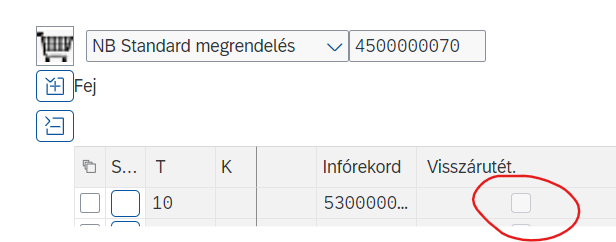 NB Standard megrendelés 4500000070
Fej
S... T K Infórekord Visszárutét.
10 5300000...